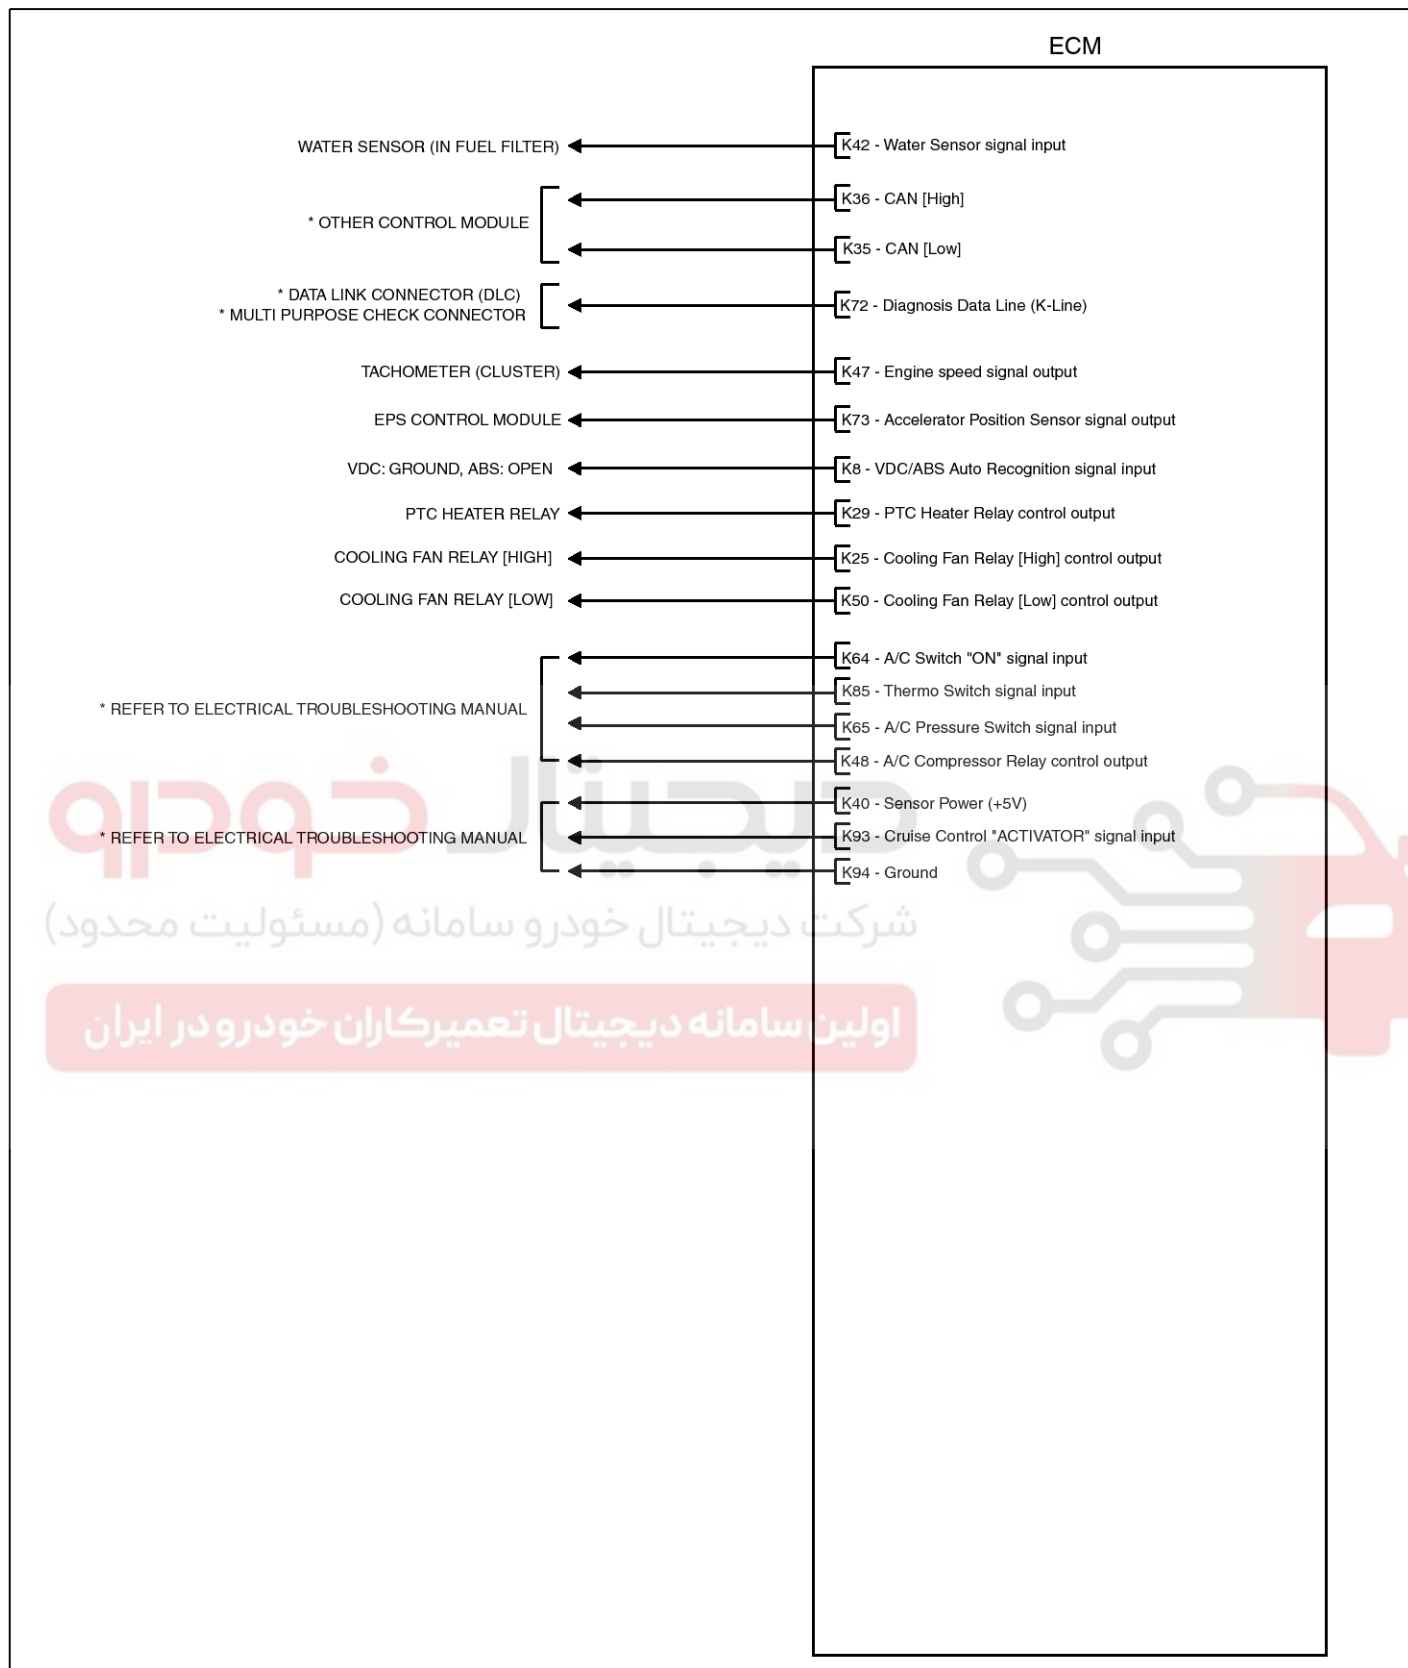 ECM
WATER SENSOR (IN FUEL FILTER)
K42 - Water Sensor signal input
K36 - CAN [High]
* OTHER CONTROL MODULE
K35 - CAN [Low]
* DATA LINK CONNECTOR (DLC)
* MULTI PURPOSE CHECK CONNECTOR
K72 - Diagnosis Data Line (K-Line)
TACHOMETER (CLUSTER)
K47 - Engine speed signal output
EPS CONTROL MODULE
K73 - Accelerator Position Sensor signal output
VDC: GROUND, ABS: OPEN
K8 - VDC/ABS Auto Recognition signal input
PTC HEATER RELAY
K29 - PTC Heater Relay control output
COOLING FAN RELAY [HIGH]
K25 - Cooling Fan Relay [High] control output
COOLING FAN RELAY [LOW]
K50 - Cooling Fan Relay [Low] control output
K64 - A/C Switch "ON" signal input
K85 - Thermo Switch signal input
* REFER TO ELECTRICAL TROUBLESHOOTING MANUAL
K65 - A/C Pressure Switch signal input
K48 - A/C Compressor Relay control output
K40 - Sensor Power (+5V)
* REFER TO ELECTRICAL TROUBLESHOOTING MANUAL
K93 - Cruise Control "ACTIVATOR" signal input
K94 - Ground
دیجیتال خودرو
شرکت دیجیتال خودرو سامانه (مسئولیت محدود)
اولین سامانه دیجیتال تعمیرکاران خودرو در ایران